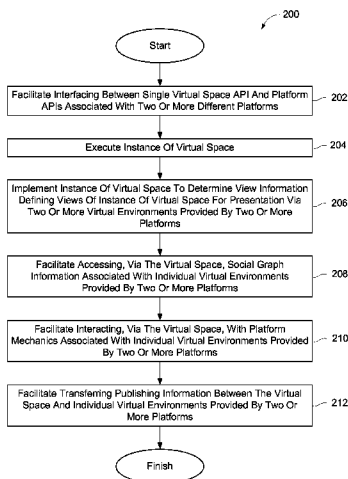 200
Start
Facilitate Interfacing Between Single Virtual Space API And Platform
APIs Associated With Two Or More Different Platforms
202
Execute Instance Of Virtual Space
204
Implement Instance Of Virtual Space To Determine View Information
Defining Views Of Instance Of Virtual Space For Presentation Via
Two Or More Virtual Environments Provided By Two Or More
Platforms
206
Facilitate Accessing, Via The Virtual Space, Social Graph
Information Associated With Individual Virtual Environments
Provided By Two Or More Platforms
208
Facilitate Interacting, Via The Virtual Space, With Platform
Mechanics Associated With Individual Virtual Environments Provided
By Two Or More Platforms
210
Facilitate Transferring Publishing Information Between The Virtual
Space And Individual Virtual Environments Provided By Two Or
More Platforms
212
Finish